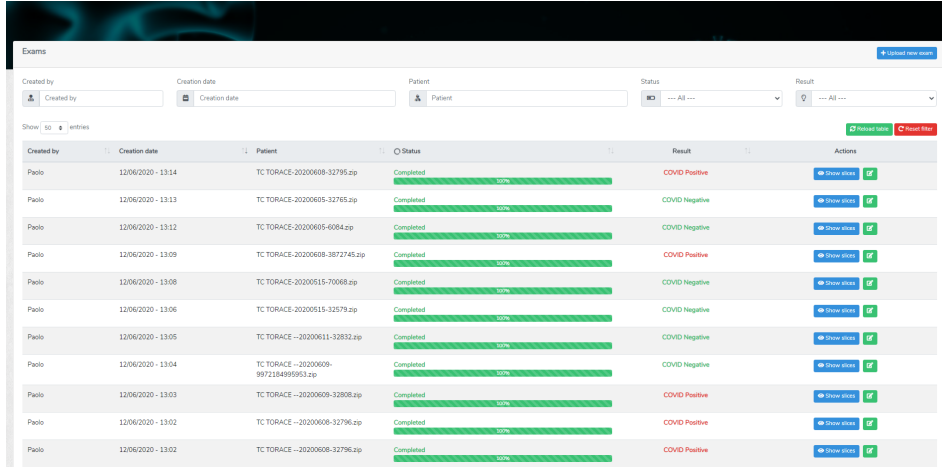 Exams
+ Upload new exam
Created by Creation date Patient Status Result
Created by Creation date Patient --- All --- --- All ---
Show 50 entries
Reload table Reset filter
Created by Creation date Patient Status Result Actions
Paolo 12/06/2020 - 13:14 TC TORACE-20200608-32795.zip Completed COVID Positive Show slices
100%
Paolo 12/06/2020 - 13:13 TC TORACE-20200605-32765.zip Completed COVID Negative Show slices
100%
Paolo 12/06/2020 - 13:12 TC TORACE-20200605-6084.zip Completed COVID Negative Show slices
100%
Paolo 12/06/2020 - 13:09 TC TORACE-20200608-3872745.zip Completed COVID Positive Show slices
100%
Paolo 12/06/2020 - 13:08 TC TORACE-20200515-70068.zip Completed COVID Negative Show slices
100%
Paolo 12/06/2020 - 13:06 TC TORACE-20200515-32579.zip Completed COVID Negative Show slices
100%
Paolo 12/06/2020 - 13:05 TC TORACE --20200611-32832.zip Completed COVID Negative Show slices
100%
Paolo 12/06/2020 - 13:04 TC TORACE --20200609- Completed COVID Negative Show slices
9972184995953.zip 100%
Paolo 12/06/2020 - 13:03 TC TORACE --20200609-32808.zip Completed COVID Positive Show slices
100%
Paolo 12/06/2020 - 13:02 TC TORACE --20200608-32796.zip Completed COVID Positive Show slices
100%
Paolo 12/06/2020 - 13:02 TC TORACE --20200608-32796.zip Completed COVID Positive Show slices
100%